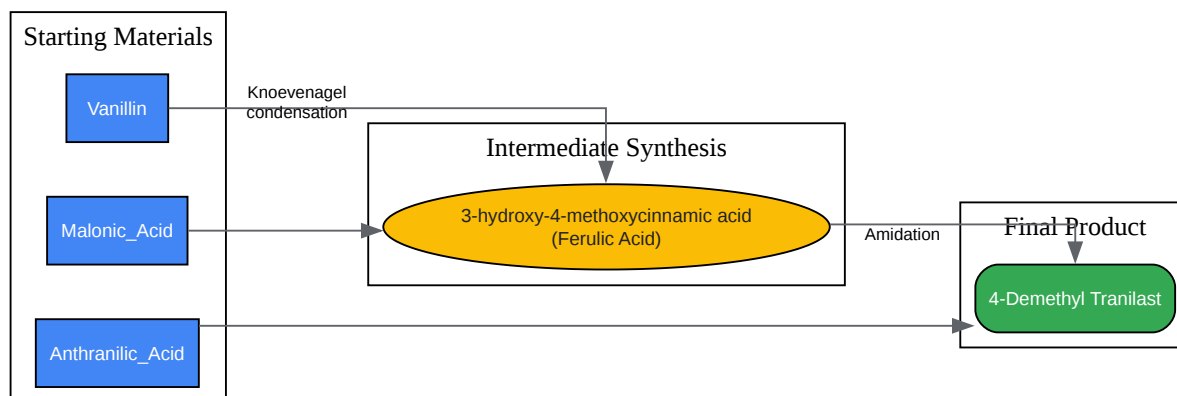 Starting Materials
Vanillin
Knoevenagel
condensation
Intermediate Synthesis
3-hydroxy-4-methoxycinnamic acid
(Ferulic Acid)
Malonic_Acid
Amidation
Final Product
4-Demethyl Tranilast
Anthranilic_Acid